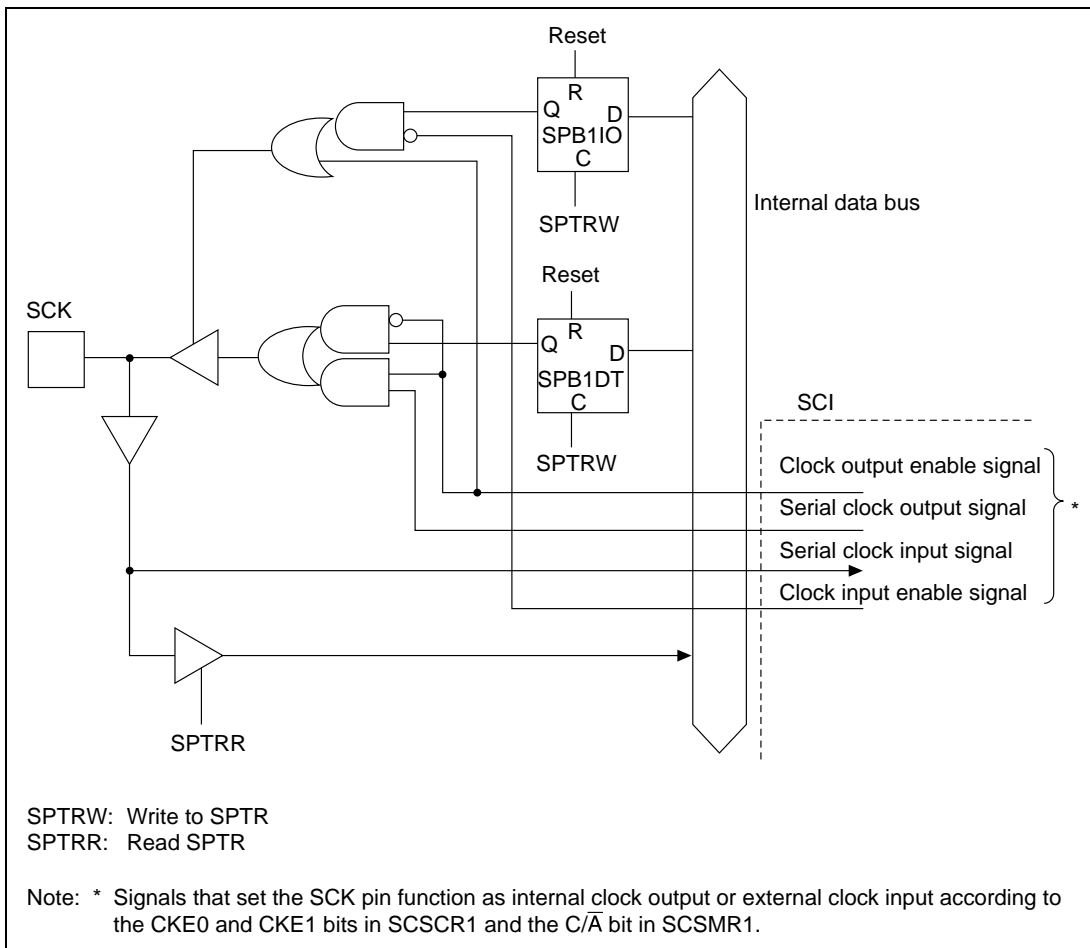 Reset
R
Q
D
SPB1IO
C
SPTRW
Internal data bus
Reset
SCK
R
Q
D
SPB1DT
C
SPTRW
SCI
Clock output enable signal
Serial clock output signal
*
Serial clock input signal
Clock input enable signal
SPTRR
SPTRW: Write to SPTR
SPTRR: Read SPTR
Note: * Signals that set the SCK pin function as internal clock output or external clock input according to
the CKE0 and CKE1 bits in SCSCR1 and the C/A̅ bit in SCSMR1.